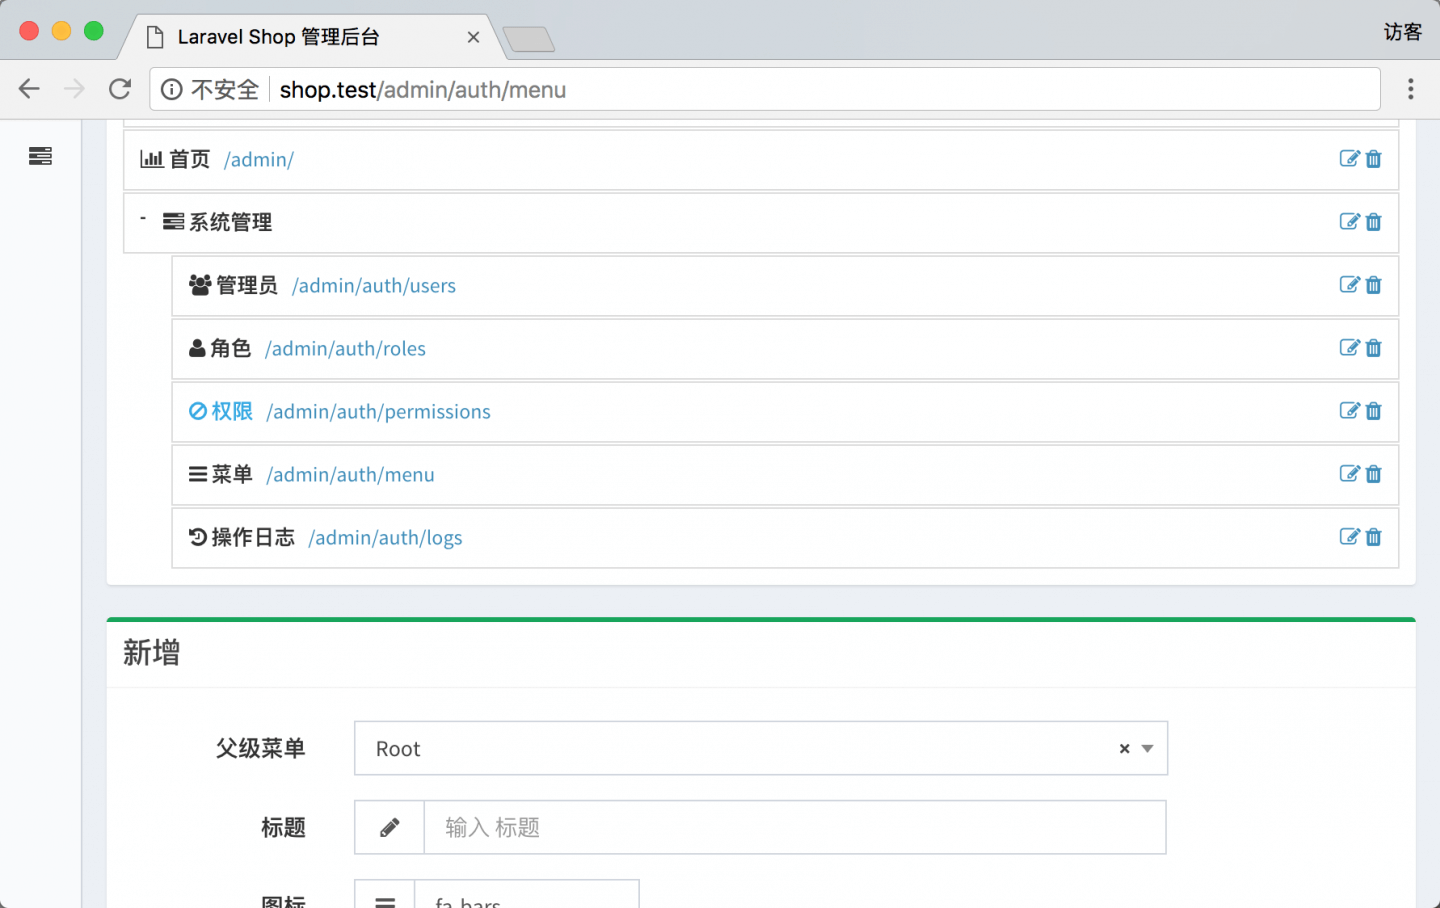 Laravel Shop 管理后台
访客
不安全 shop.test/admin/auth/menu
首页 /admin/
- 系统管理
管理员 /admin/auth/users
角色 /admin/auth/roles
权限 /admin/auth/permissions
菜单 /admin/auth/menu
操作日志 /admin/auth/logs
新增
父级菜单 Root
标题 输入 标题
图标 fa-bars